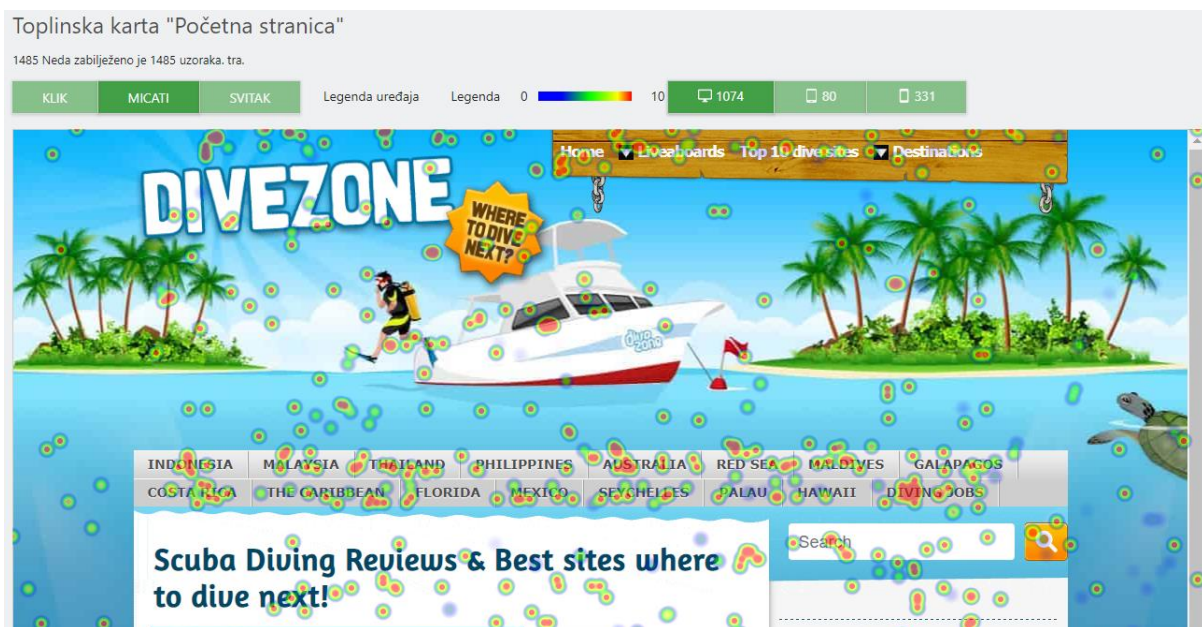 Toplinska karta "Početna stranica"
1485 Neda zabilježeno je 1485 uzoraka. tra.
KLIK MICATI SVITAK Legenda uređaja Legenda 0 10 1074 80 331
Home Liveaboards Top 10 dive sites Destinations
DIVEZONE
WHERE
TO DIVE
NEXT?
dive
zone
INDONESIA MALAYSIA THAILAND PHILIPPINES AUSTRALIA RED SEA MALDIVES GALAPAGOS
COSTA RICA THE CARIBBEAN FLORIDA MEXICO SEYCHELLES PALAU HAWAII DIVING JOBS
Search
Scuba Diving Reviews & Best sites where
to dive next!